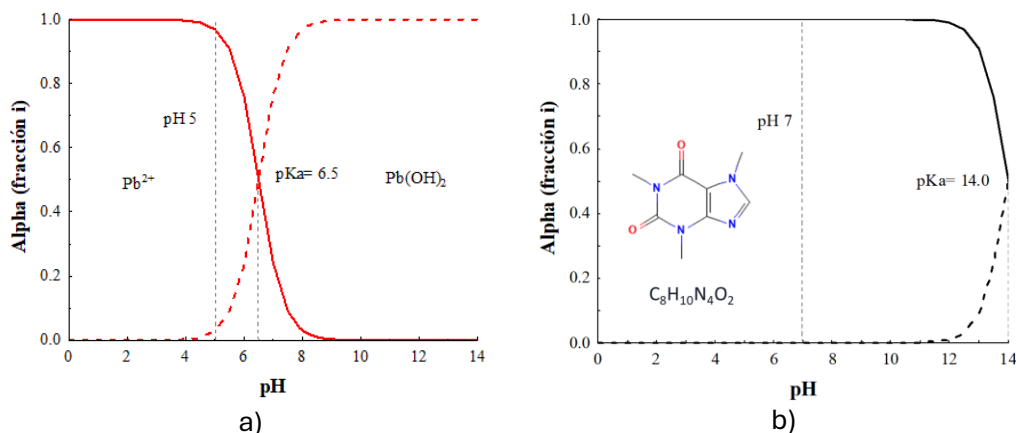 Alpha (fracción i)
1.0
0.8
0.6
0.4
0.2
0.0
pH 5
Pb²⁺
pKa= 6.5
Pb(OH)₂
0 2 4 6 8 10 12 14
pH
a)
Alpha (fracción i)
1.0
0.8
0.6
0.4
0.2
0.0
pH 7
pKa= 14.0
O
N
N
O
N
N
C₈H₁₀N₄O₂
0 2 4 6 8 10 12 14
pH
b)